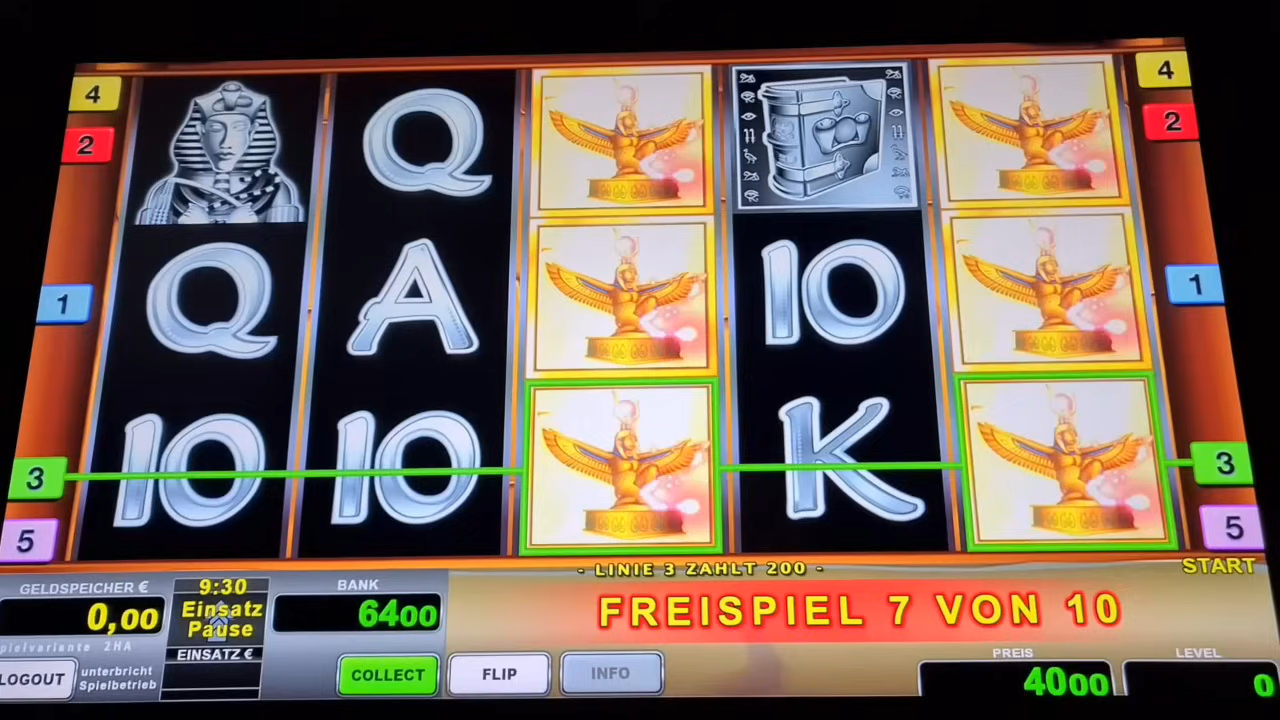 4
4
2
2
Q
Q
A
10
1
1
10
10
K
3
3
5
5
- LINIE 3 ZAHLT 200 -
START
GELDSPEICHER €
0,00
9:30
Einsatz
Pause
BANK
6400
FREISPIEL 7 VON 10
pielvariante 2HA
EINSATZ €
LOGOUT
unterbricht
Spielbetrieb
COLLECT
FLIP
INFO
PREIS
4000
LEVEL
0